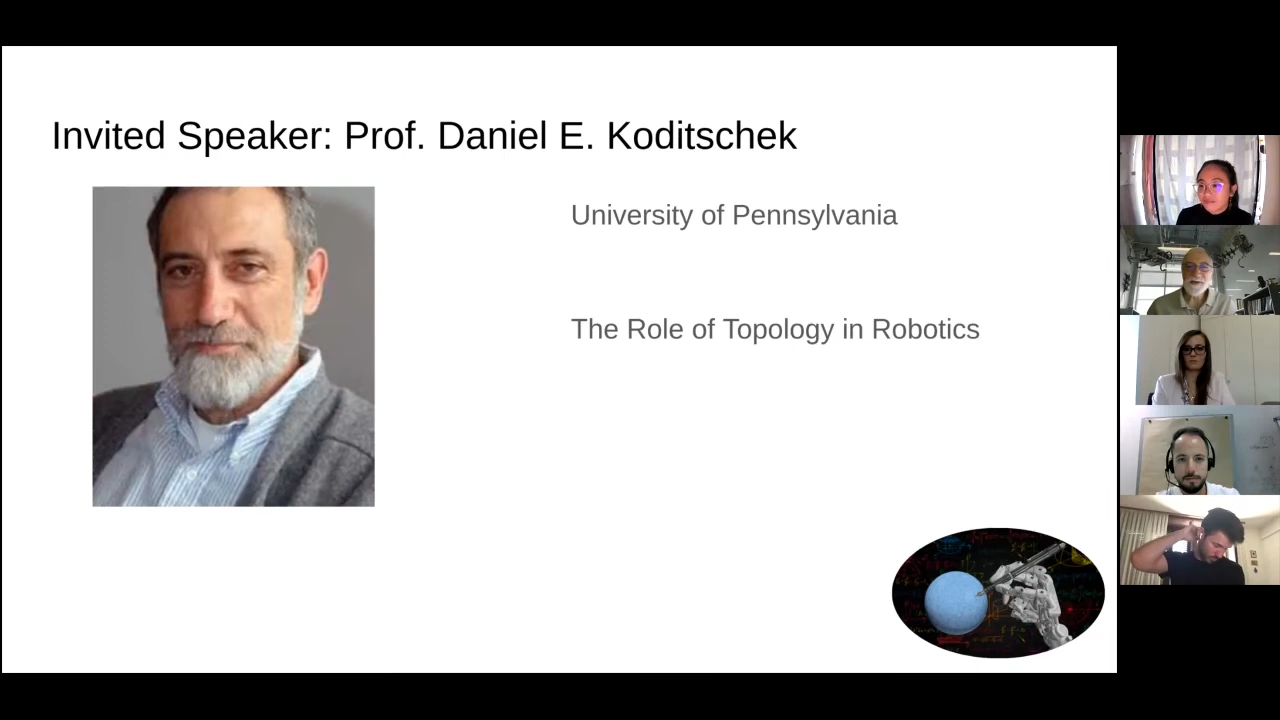 Invited Speaker: Prof. Daniel E. Koditschek
University of Pennsylvania
The Role of Topology in Robotics